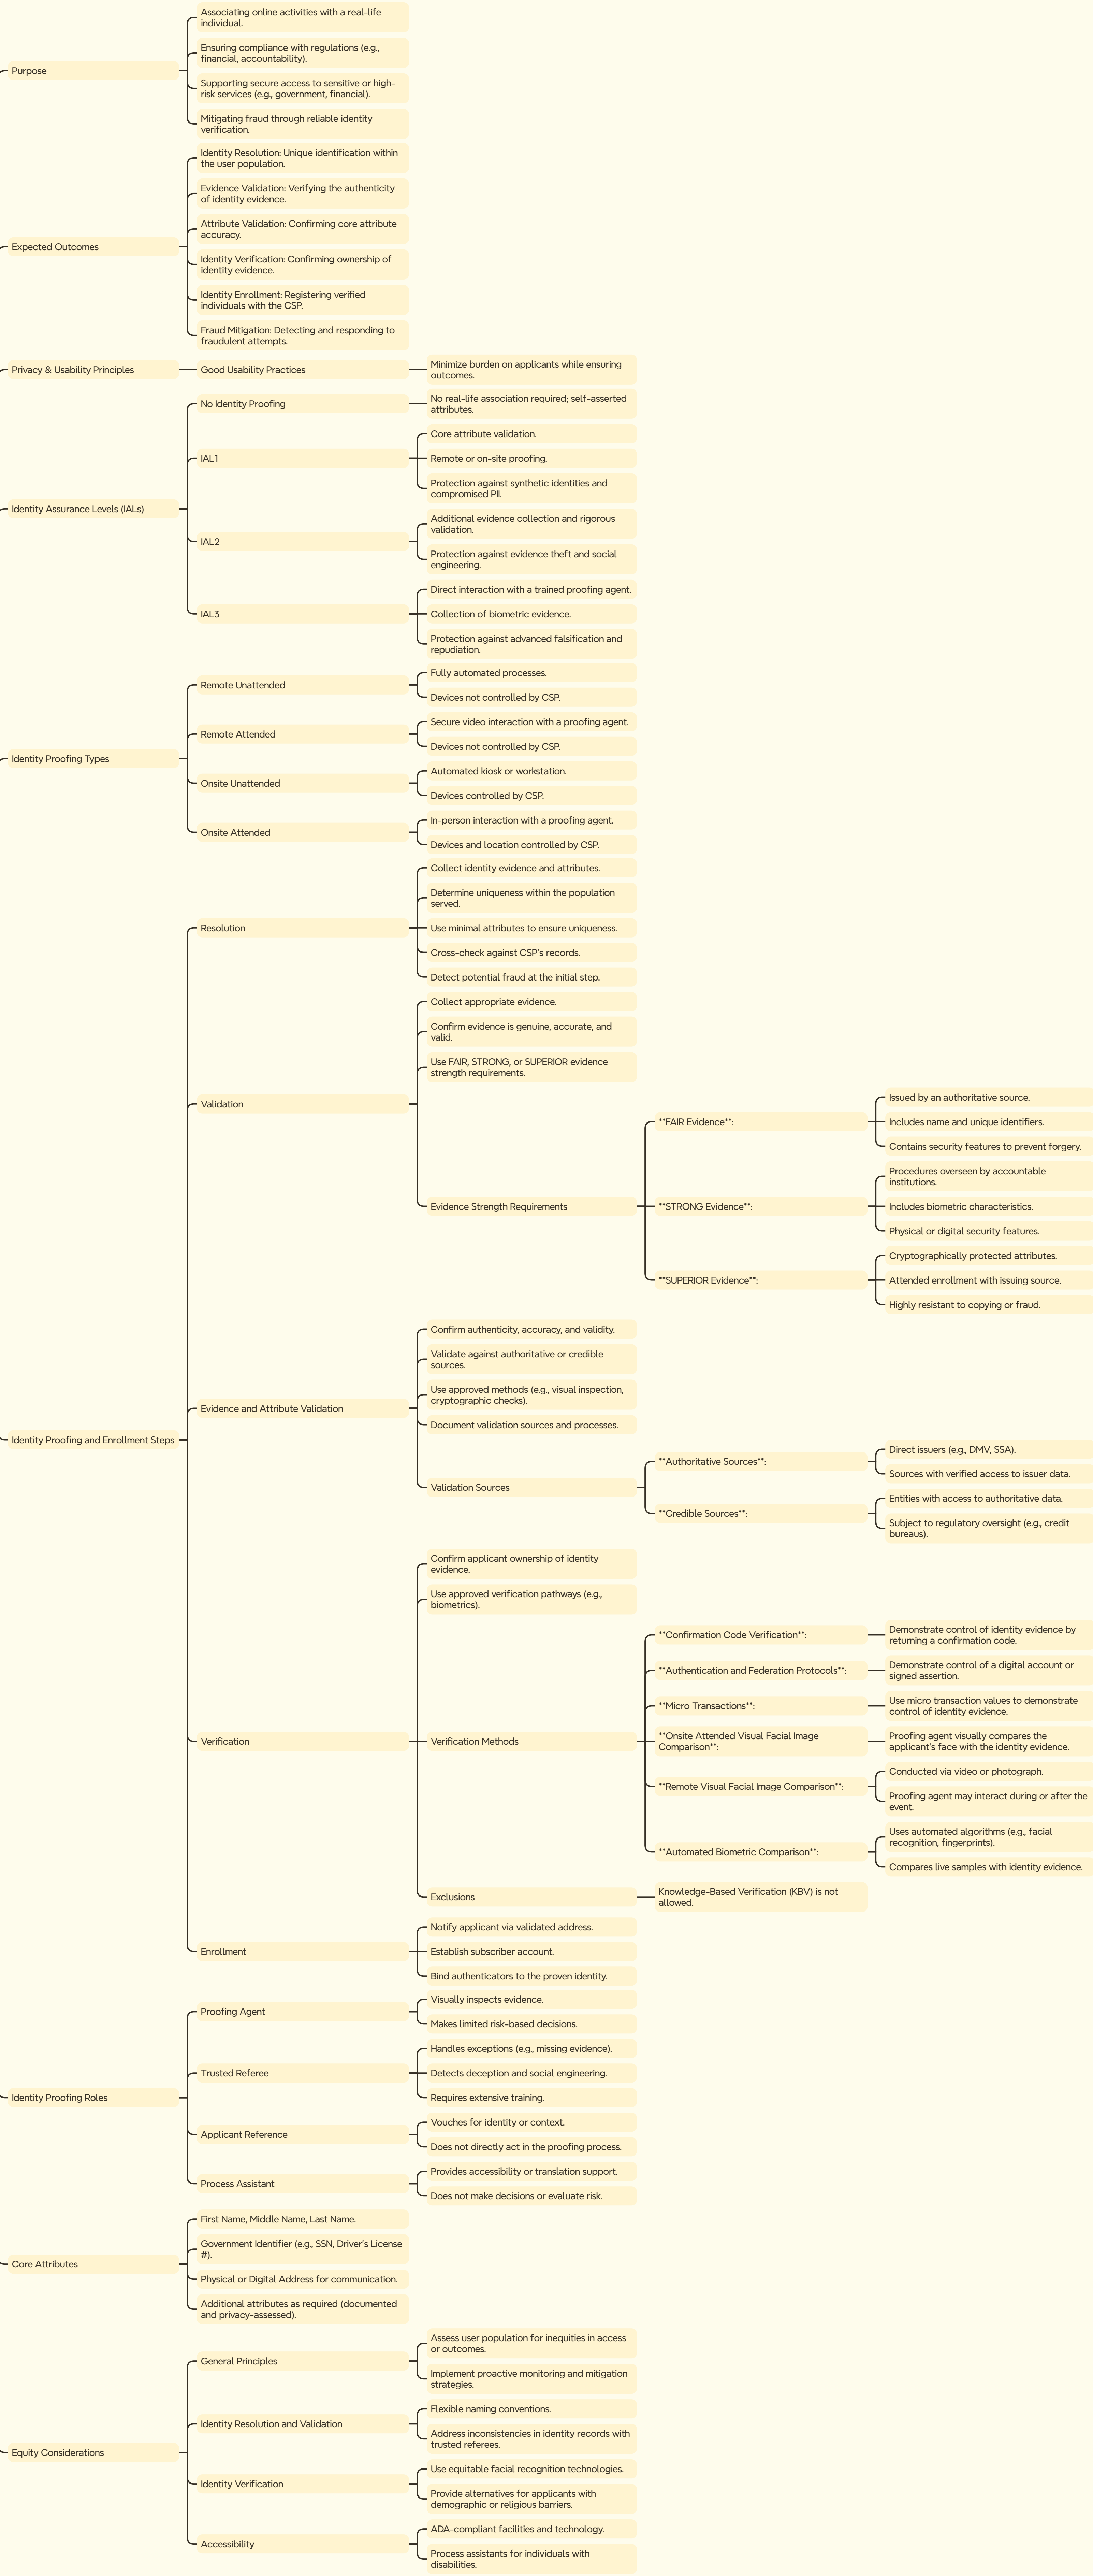 Purpose
Associating online activities with a real-life
individual.
Ensuring compliance with regulations (e.g.,
financial, accountability).
Supporting secure access to sensitive or high-
risk services (e.g., government, financial).
Mitigating fraud through reliable identity
verification.
Expected Outcomes
Identity Resolution: Unique identification within
the user population.
Evidence Validation: Verifying the authenticity
of identity evidence.
Attribute Validation: Confirming core attribute
accuracy.
Identity Verification: Confirming ownership of
identity evidence.
Identity Enrollment: Registering verified
individuals with the CSP.
Fraud Mitigation: Detecting and responding to
fraudulent attempts.
Privacy & Usability Principles
Good Usability Practices
Minimize burden on applicants while ensuring
outcomes.
Identity Assurance Levels (IALs)
No Identity Proofing
No real-life association required; self-asserted
attributes.
IAL1
Core attribute validation.
Remote or on-site proofing.
Protection against synthetic identities and
compromised PII.
IAL2
Additional evidence collection and rigorous
validation.
Protection against evidence theft and social
engineering.
IAL3
Direct interaction with a trained proofing agent.
Collection of biometric evidence.
Protection against advanced falsification and
repudiation.
Identity Proofing Types
Remote Unattended
Fully automated processes.
Devices not controlled by CSP.
Remote Attended
Secure video interaction with a proofing agent.
Devices not controlled by CSP.
Onsite Unattended
Automated kiosk or workstation.
Devices controlled by CSP.
Onsite Attended
In-person interaction with a proofing agent.
Devices and location controlled by CSP.
Identity Proofing and Enrollment Steps
Resolution
Collect identity evidence and attributes.
Determine uniqueness within the population
served.
Use minimal attributes to ensure uniqueness.
Cross-check against CSP's records.
Detect potential fraud at the initial step.
Validation
Collect appropriate evidence.
Confirm evidence is genuine, accurate, and
valid.
Use FAIR, STRONG, or SUPERIOR evidence
strength requirements.
Evidence Strength Requirements
**FAIR Evidence**:
Issued by an authoritative source.
Includes name and unique identifiers.
Contains security features to prevent forgery.
**STRONG Evidence**:
Procedures overseen by accountable
institutions.
Includes biometric characteristics.
Physical or digital security features.
**SUPERIOR Evidence**:
Cryptographically protected attributes.
Attended enrollment with issuing source.
Highly resistant to copying or fraud.
Evidence and Attribute Validation
Confirm authenticity, accuracy, and validity.
Validate against authoritative or credible
sources.
Use approved methods (e.g., visual inspection,
cryptographic checks).
Document validation sources and processes.
Validation Sources
**Authoritative Sources**:
Direct issuers (e.g., DMV, SSA).
Sources with verified access to issuer data.
**Credible Sources**:
Entities with access to authoritative data.
Subject to regulatory oversight (e.g., credit
bureaus).
Verification
Confirm applicant ownership of identity
evidence.
Use approved verification pathways (e.g.,
biometrics).
Verification Methods
**Confirmation Code Verification**:
Demonstrate control of identity evidence by
returning a confirmation code.
**Authentication and Federation Protocols**:
Demonstrate control of a digital account or
signed assertion.
**Micro Transactions**:
Use micro transaction values to demonstrate
control of identity evidence.
**Onsite Attended Visual Facial Image
Comparison**:
Proofing agent visually compares the
applicant's face with the identity evidence.
**Remote Visual Facial Image Comparison**:
Conducted via video or photograph.
Proofing agent may interact during or after the
event.
**Automated Biometric Comparison**:
Uses automated algorithms (e.g., facial
recognition, fingerprints).
Compares live samples with identity evidence.
Exclusions
Knowledge-Based Verification (KBV) is not
allowed.
Enrollment
Notify applicant via validated address.
Establish subscriber account.
Bind authenticators to the proven identity.
Identity Proofing Roles
Proofing Agent
Visually inspects evidence.
Makes limited risk-based decisions.
Trusted Referee
Handles exceptions (e.g., missing evidence).
Detects deception and social engineering.
Requires extensive training.
Applicant Reference
Vouches for identity or context.
Does not directly act in the proofing process.
Process Assistant
Provides accessibility or translation support.
Does not make decisions or evaluate risk.
Core Attributes
First Name, Middle Name, Last Name.
Government Identifier (e.g., SSN, Driver's License
#).
Physical or Digital Address for communication.
Additional attributes as required (documented
and privacy-assessed).
Equity Considerations
General Principles
Assess user population for inequities in access
or outcomes.
Implement proactive monitoring and mitigation
strategies.
Identity Resolution and Validation
Flexible naming conventions.
Address inconsistencies in identity records with
trusted referees.
Identity Verification
Use equitable facial recognition technologies.
Provide alternatives for applicants with
demographic or religious barriers.
Accessibility
ADA-compliant facilities and technology.
Process assistants for individuals with
disabilities.